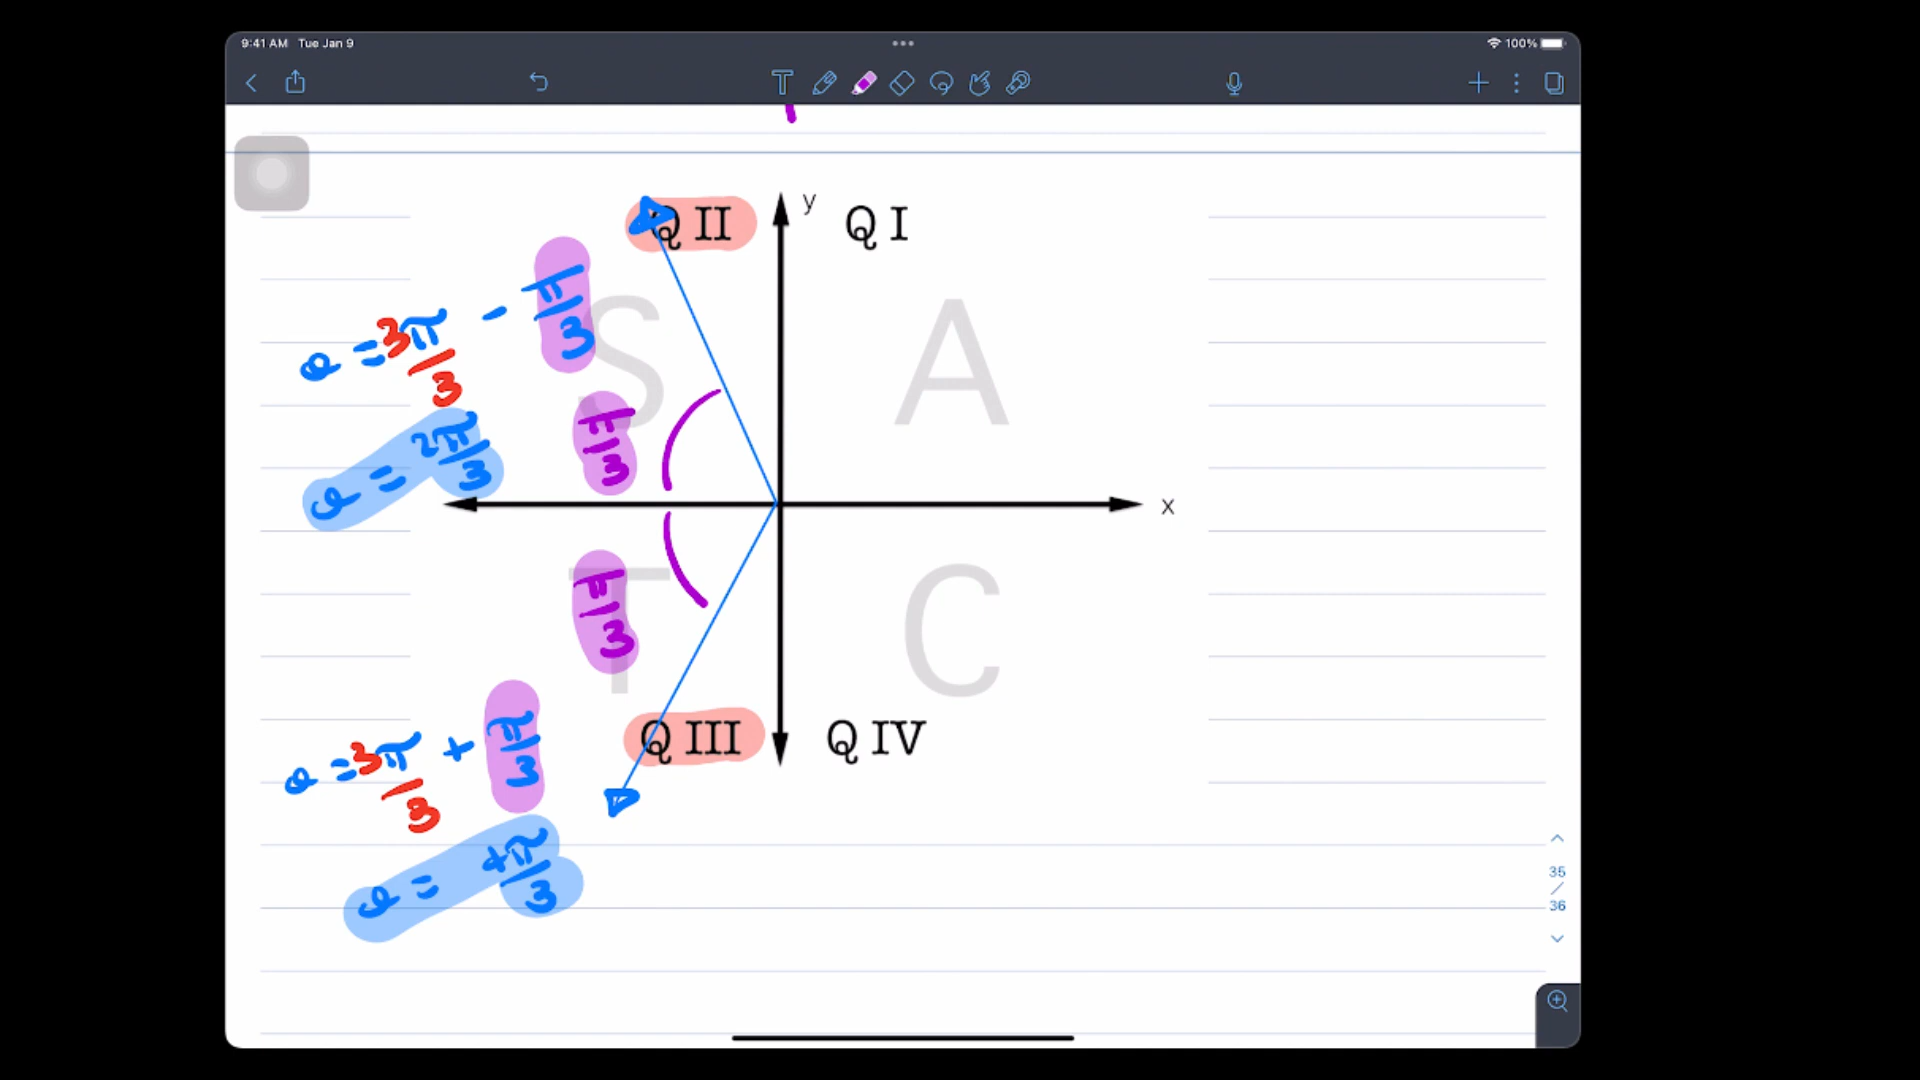 9:41 AM Tue Jan 9
100%
T
y
Q II
Q I
S
A
θ = 3π/3 - π/3
π/3
θ = 2π/3
x
T
C
π/3
Q III
Q IV
θ = 3π/3 + π/3
θ = 4π/3
35
/
36